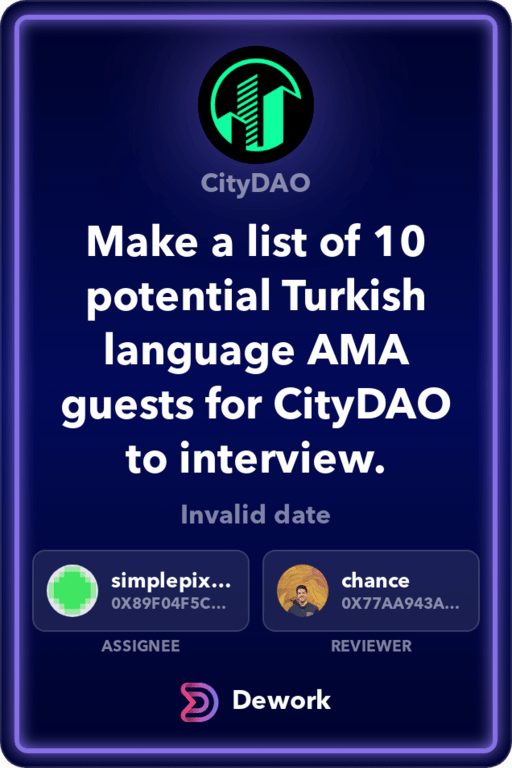 CityDAO
Make a list of 10
potential Turkish
language AMA
guests for CityDAO
to interview.
Invalid date
simplepix...
0X89F04F5C...
ASSIGNEE
chance
0X77AA943A...
REVIEWER
Dework